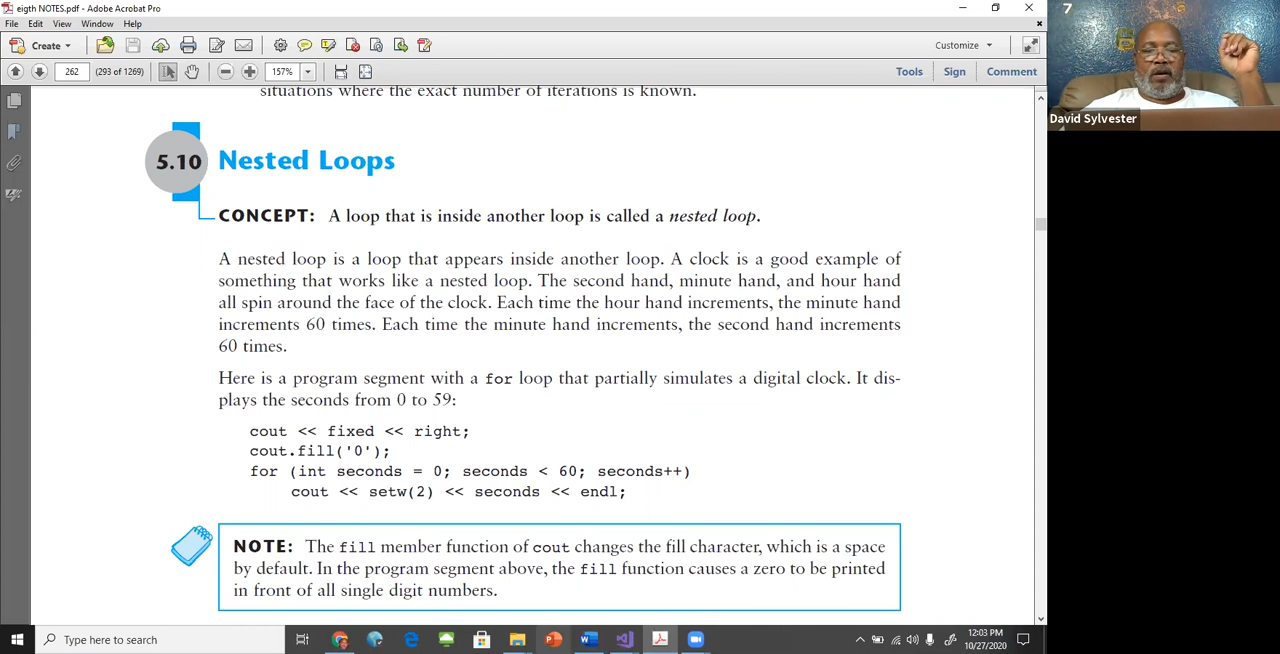 eigth NOTES.pdf - Adobe Acrobat Pro
File Edit View Window Help
Create
Customize
262 (293 of 1269) 157%
Tools Sign Comment
situations where the exact number of iterations is known.
5.10 Nested Loops
CONCEPT: A loop that is inside another loop is called a nested loop.
A nested loop is a loop that appears inside another loop. A clock is a good example of
something that works like a nested loop. The second hand, minute hand, and hour hand
all spin around the face of the clock. Each time the hour hand increments, the minute hand
increments 60 times. Each time the minute hand increments, the second hand increments
60 times.
Here is a program segment with a for loop that partially simulates a digital clock. It dis-
plays the seconds from 0 to 59:
cout << fixed << right;
cout.fill('0');
for (int seconds = 0; seconds < 60; seconds++)
cout << setw(2) << seconds << endl;
NOTE: The fill member function of cout changes the fill character, which is a space
by default. In the program segment above, the fill function causes a zero to be printed
in front of all single digit numbers.
Type here to search
12:03 PM
10/27/2020
David Sylvester